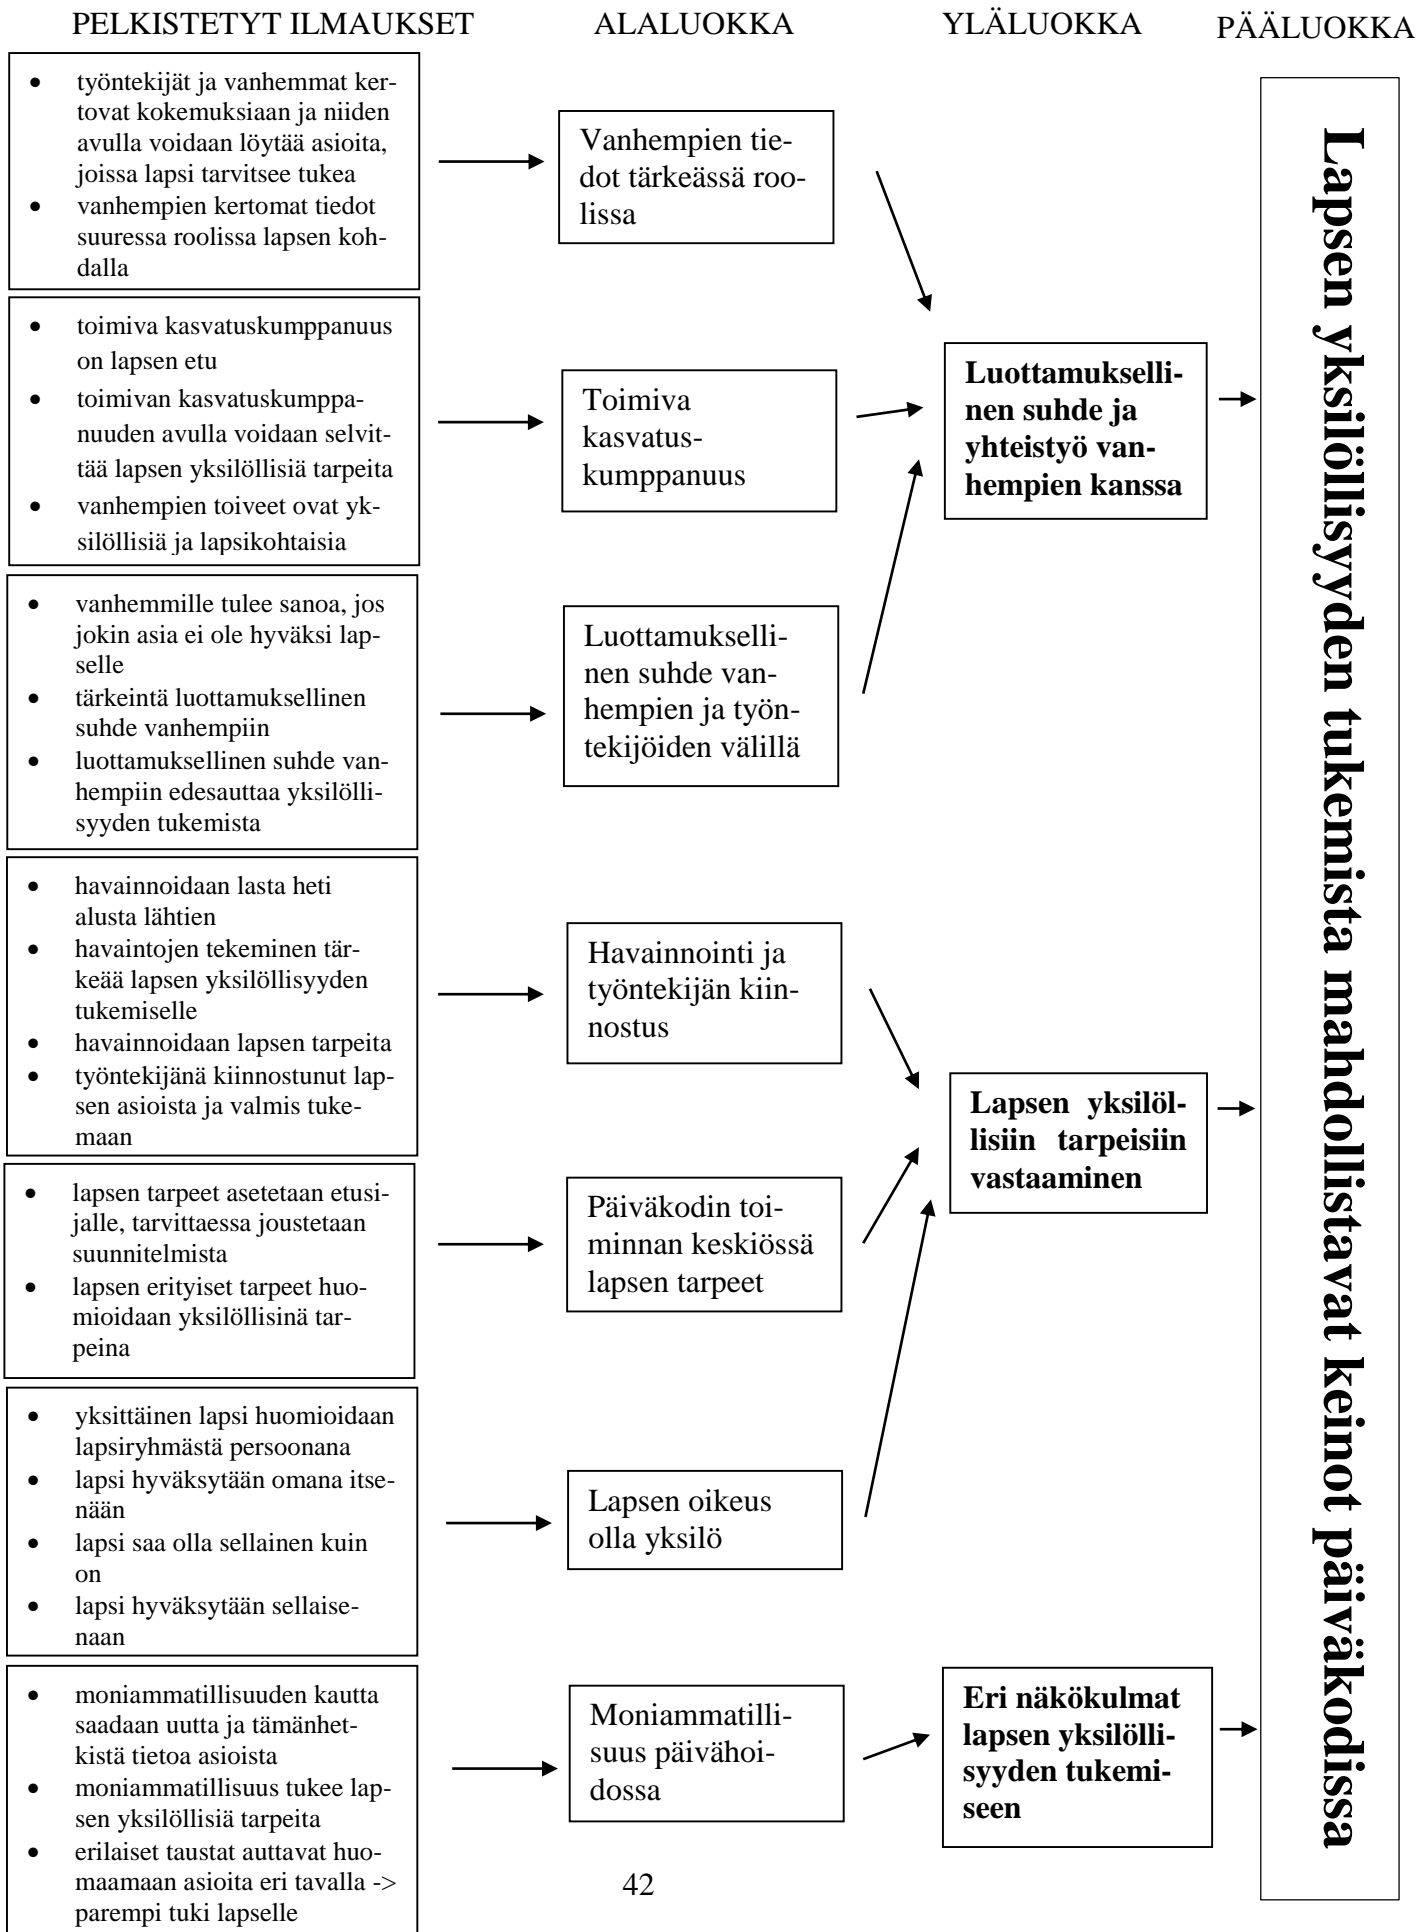 PELKISTETYT ILMAUKSET
ALALUOKKA
YLÄLUOKKA
PÄÄLUOKKA
• työntekijät ja vanhemmat ker-
tovat kokemuksiaan ja niiden
avulla voidaan löytää asioita,
joissa lapsi tarvitsee tukea
• vanhempien kertomat tiedot
suuressa roolissa lapsen koh-
dalla
• toimiva kasvatuskumppanuus
on lapsen etu
• toimivan kasvatuskumppa-
nuuden avulla voidaan selvit-
tää lapsen yksilöllisiä tarpeita
• vanhempien toiveet ovat yk-
silöllisiä ja lapsikohtaisia
• vanhemmille tulee sanoa, jos
jokin asia ei ole hyväksi lap-
selle
• tärkeintä luottamuksellinen
suhde vanhempiin
• luottamuksellinen suhde van-
hempiin edesauttaa yksilölli-
syyden tukemista
• havainnoidaan lasta heti
alusta lähtien
• havaintojen tekeminen tär-
keää lapsen yksilöllisyyden
tukemiselle
• havainnoidaan lapsen tarpeita
• työntekijänä kiinnostunut lap-
sen asioista ja valmis tuke-
maan
• lapsen tarpeet asetetaan etusi-
jalle, tarvittaessa joustetaan
suunnitelmista
• lapsen erityiset tarpeet huo-
mioidaan yksilöllisinä tar-
peina
• yksittäinen lapsi huomioidaan
lapsiryhmästä persoonana
• lapsi hyväksytään omana itse-
nään
• lapsi saa olla sellainen kuin
on
• lapsi hyväksytään sellaise-
naan
• moniammatillisuuden kautta
saadaan uutta ja tämänhet-
kistä tietoa asioista
• moniammatillisuus tukee lap-
sen yksilöllisiä tarpeita
• erilaiset taustat auttavat huo-
maamaan asioita eri tavalla ->
parempi tuki lapselle
Vanhempien tie-
dot tärkeässä roo-
lissa
Toimiva
kasvatus-
kumppanuus
Luottamukselli-
nen suhde van-
hempien ja työn-
tekijöiden välillä
Havainnointi ja
työntekijän kiin-
nostus
Päiväkodin toi-
minnan keskiössä
lapsen tarpeet
Lapsen oikeus
olla yksilö
Moniammatilli-
suus päivähoi-
dossa
Luottamukselli-
nen suhde ja
yhteistyö van-
hempien kanssa
Lapsen yksilöl-
lisiin tarpeisiin
vastaaminen
Eri näkökulmat
lapsen yksilölli-
syyden tukemi-
seen
Lapsen yksilöllisyyden tukemista mahdollistavat keinot päiväkodissa
42